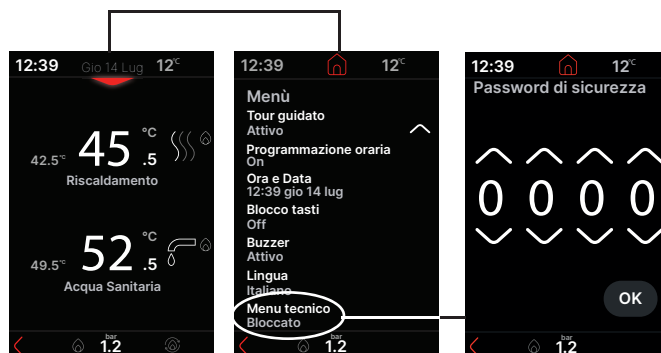 12:39 Gio 14 Lug 12°C
42.5°C 45.5 °C
Riscaldamento
49.5°C 52.5 °C
Acqua Sanitaria
bar
1.2
12:39 12°C
Menù
Tour guidato
Attivo
Programmazione oraria
On
Ora e Data
12:39 gio 14 lug
Blocco tasti
Off
Buzzer
Attivo
Lingua
Italiano
Menu tecnico
Bloccato
bar
1.2
12:39 12°C
Password di sicurezza
0 0 0 0
OK
bar
1.2